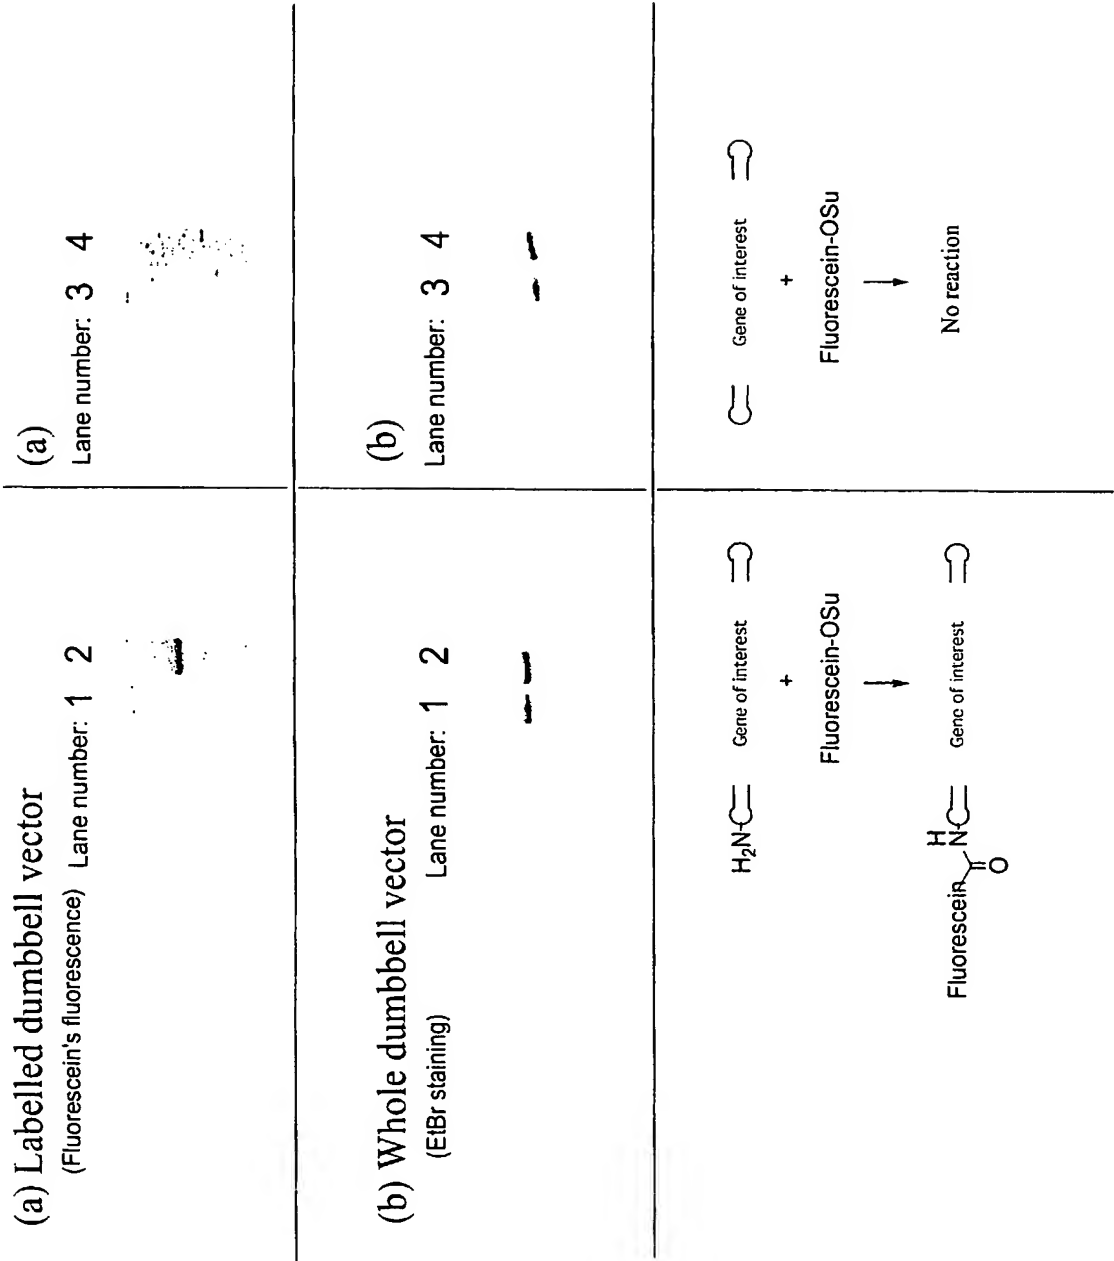 (a) Labelled dumbbell vector
(Fluorescein's fluorescence) Lane number: 1 2
(a)
Lane number: 3 4
(b) Whole dumbbell vector
(EtBr staining) Lane number: 1 2
(b)
Lane number: 3 4
H₂N Gene of interest
+
Fluorescein-OSu
H
Fluorescein N Gene of interest
O
Gene of interest
+
Fluorescein-OSu
No reaction